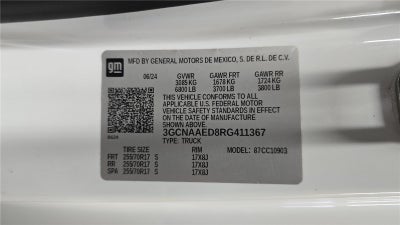 gm
MFD BY GENERAL MOTORS DE MEXICO, S. DE R.L. DE C.V.
06/24 GVWR GAWR FRT GAWR RR
3085 KG 1678 KG 1724 KG
6800 LB 3700 LB 3800 LB
THIS VEHICLE CONFORMS TO ALL
APPLICABLE U.S. FEDERAL MOTOR
VEHICLE SAFETY STANDARDS IN
EFFECT ON THE DATE OF
MANUFACTURE SHOWN ABOVE.
3GCNAAED8RG411367
TYPE: TRUCK
TIRE SIZE RIM 87CC10903
FRT 255/70R17 S 17X8J
RR 255/70R17 S 17X8J
SPA 255/70R17 S 17X8J